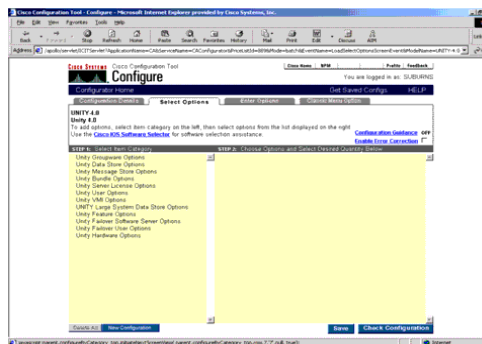 Cisco Configuration Tool - Configure - Microsoft Internet Explorer provided by Cisco Systems, Inc.
File Edit View Favorites Tools Help
Back Forward Stop Refresh Home Paste Search Favorites History Mail Print Edit Discuss AIM
Address
CISCO SYSTEMS Cisco Configuration Tool
Configure
Cisco Home NPM Profile Feedback
You are logged in as: SUBURNS
Configurator Home Get Saved Configs HELP
Configuration Details Select Options Enter Options Classic Menu Option
UNITY 4.0
Unity 4.0
To add options, select item category on the left, then select options from the list displayed on the right
Use the Cisco IOS Software Selector for software selection assistance.
Configuration Guidance OFF
Enable Error Correction
STEP 1: Select Item Category STEP 2: Choose Options and Select Desired Quantity Below
Unity Groupware Options
Unity Data Store Options
Unity Message Store Options
Unity Bundle Options
Unity Server License Options
Unity User Options
Unity VMI Options
UNITY Large System Data Store Options
Unity Feature Options
Unity Failover Software Server Options
Unity Failover User Options
Unity Hardware Options
Delete All New Configuration Save Check Configuration
Internet